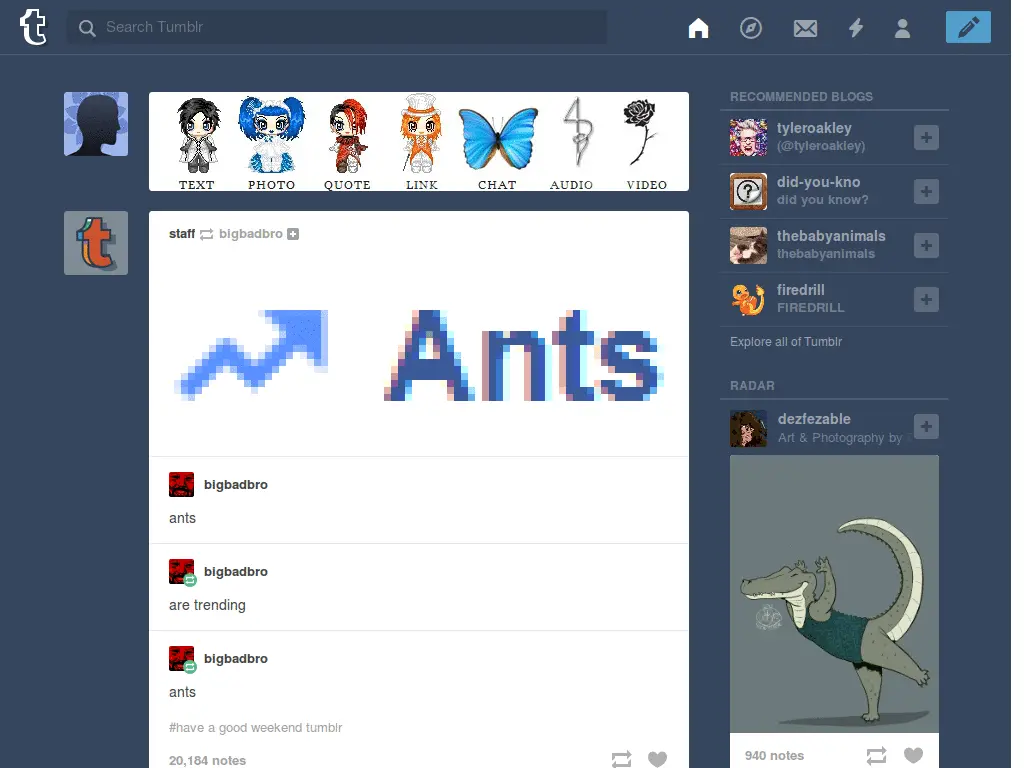 t
Search Tumblr
TEXT PHOTO QUOTE LINK CHAT AUDIO VIDEO
t
staff bigbadbro
Ants
bigbadbro
ants
bigbadbro
are trending
bigbadbro
ants
#have a good weekend tumblr
20,184 notes
RECOMMENDED BLOGS
tyleroakley
(@tyleroakley)
?
did-you-kno
did you know?
thebabyanimals
thebabyanimals
firedrill
FIREDRILL
Explore all of Tumblr
RADAR
dezfezable
Art & Photography by
940 notes